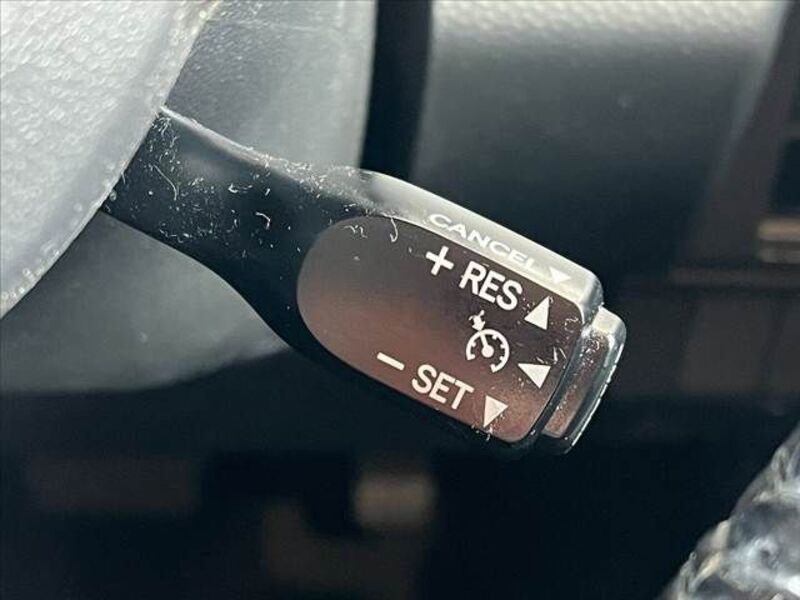 CANCEL ▼
+ RES ▲
◀
− SET ▼